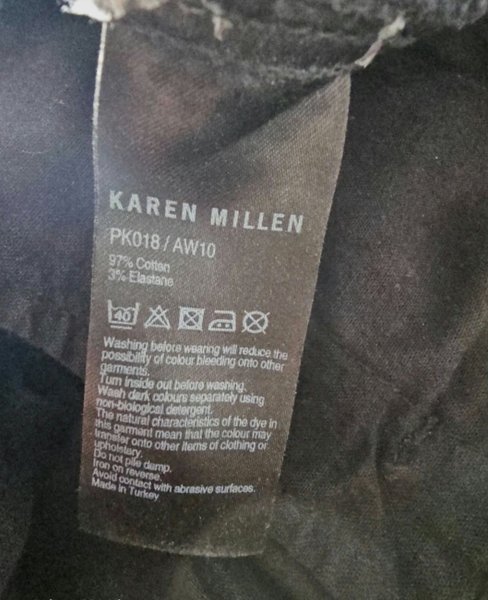 KAREN MILLEN
PK018 / AW10
97% Cotton
3% Elastane
40
Washing before wearing will reduce the
possibility of colour bleeding onto other
garments.
Turn inside out before washing.
Wash dark colours separately using
non-biological detergent.
The natural characteristics of the dye in
this garment mean that the colour may
transfer onto other items of clothing or
upholstery.
Do not pile damp.
Iron on reverse.
Avoid contact with abrasive surfaces.
Made in Turkey